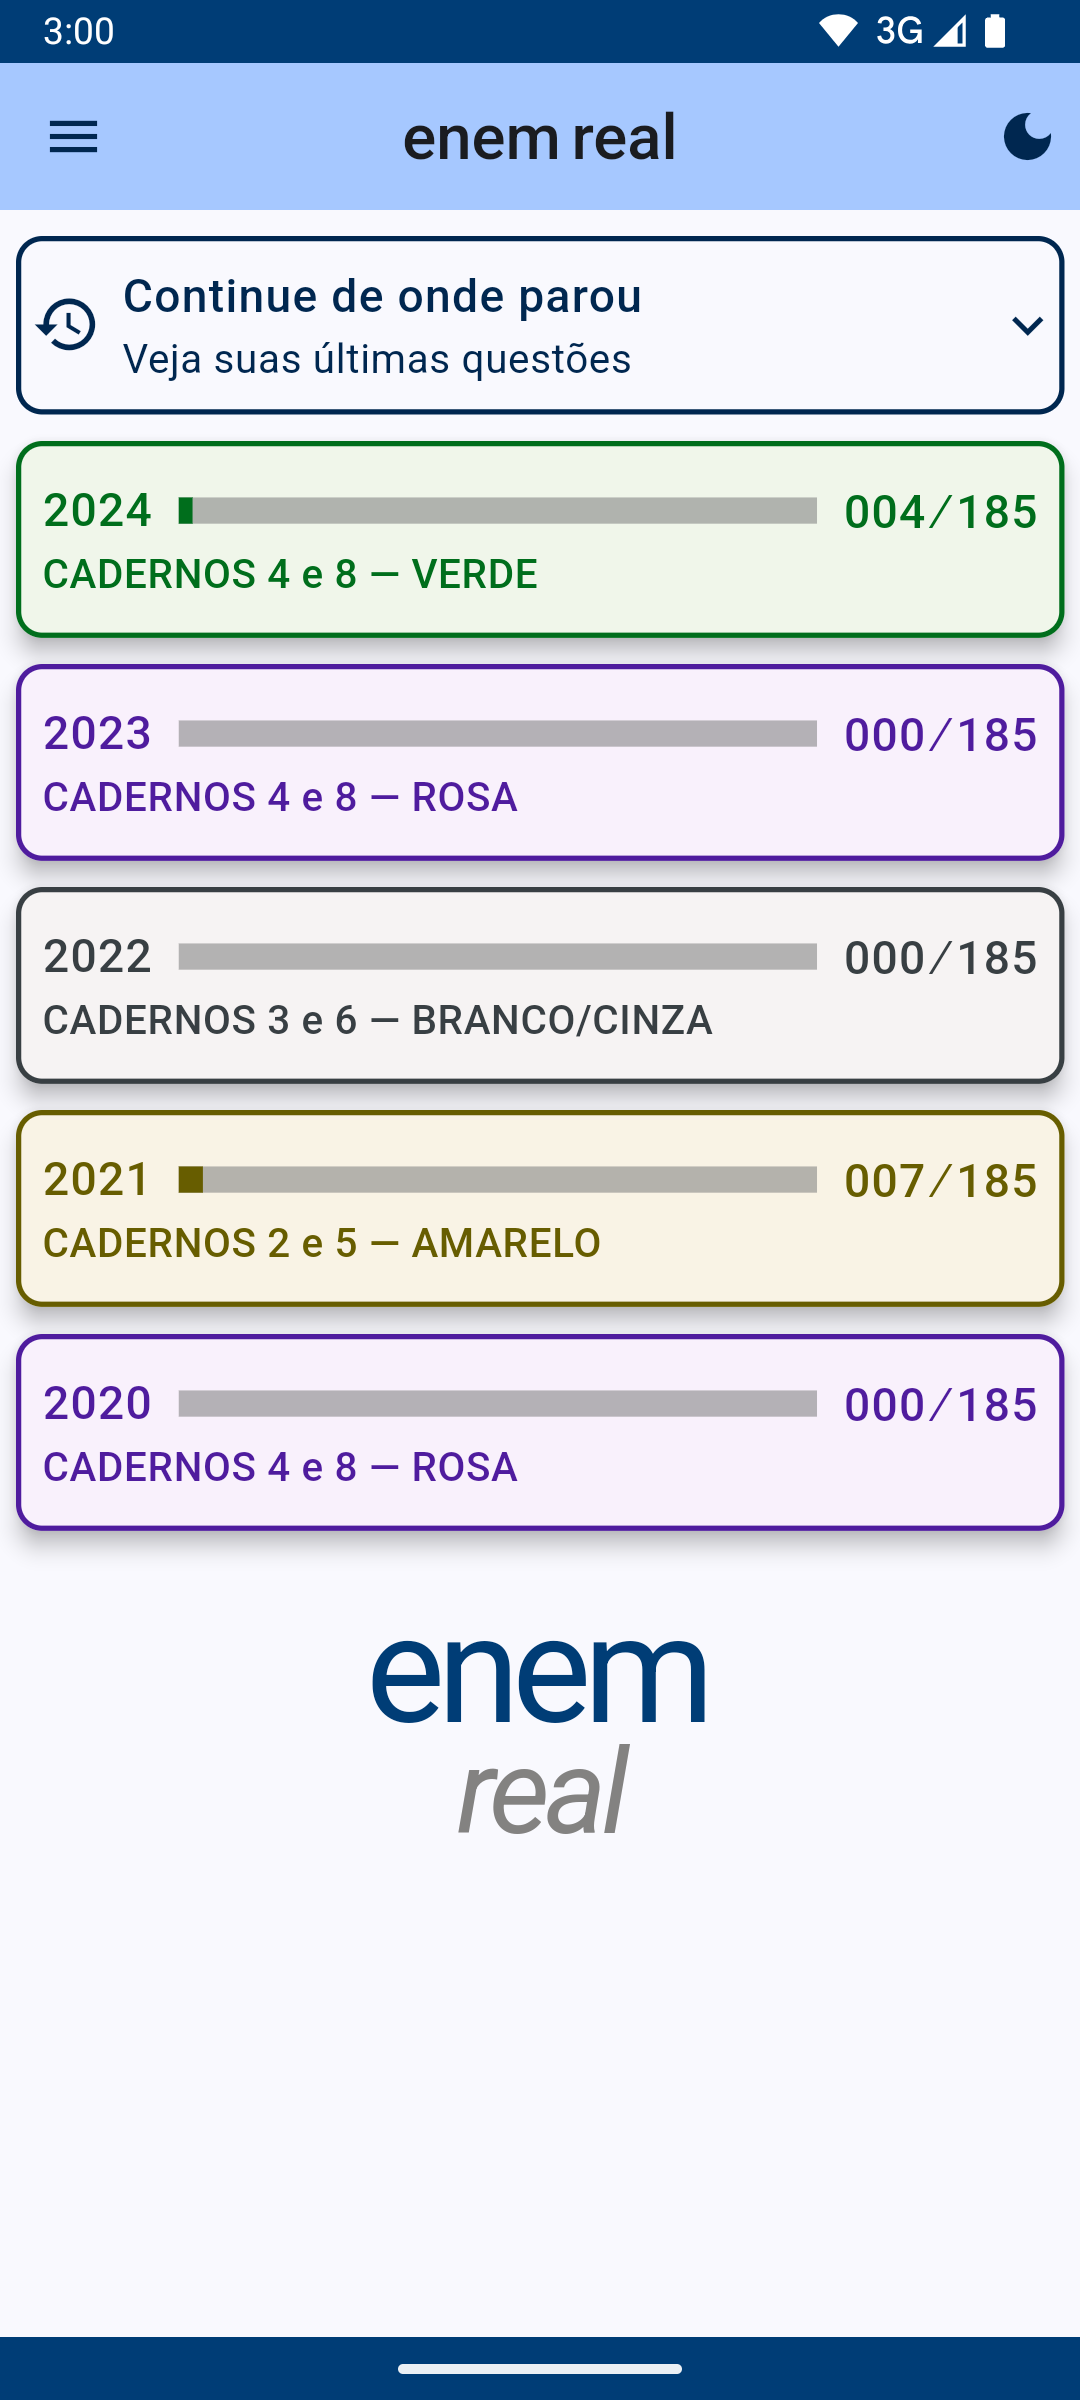 3:00
3G
enem real
Continue de onde parou
Veja suas últimas questões
2024
004/185
CADERNOS 4 e 8 — VERDE
2023
000/185
CADERNOS 4 e 8 — ROSA
2022
000/185
CADERNOS 3 e 6 — BRANCO/CINZA
2021
007/185
CADERNOS 2 e 5 — AMARELO
2020
000/185
CADERNOS 4 e 8 — ROSA
enem
real